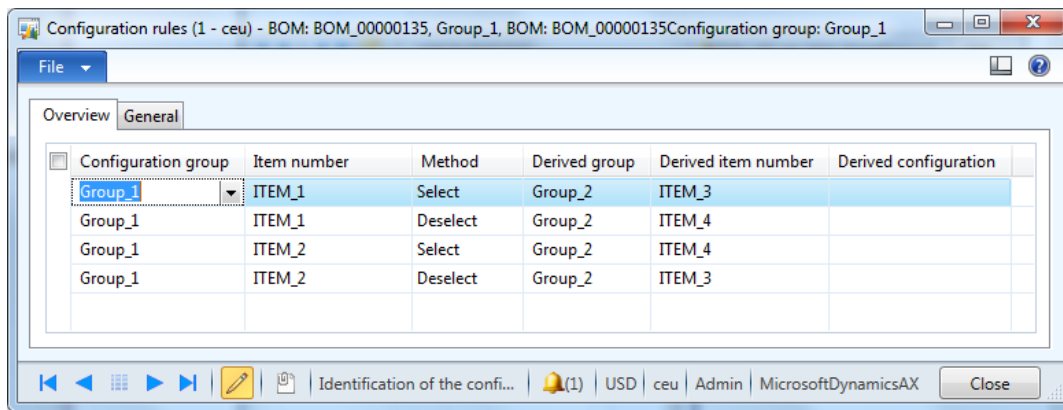 Configuration rules (1 - ceu) - BOM: BOM_00000135, Group_1, BOM: BOM_00000135Configuration group: Group_1
File
Overview General
Configuration group Item number Method Derived group Derived item number Derived configuration
Group_1 ITEM_1 Select Group_2 ITEM_3
Group_1 ITEM_1 Deselect Group_2 ITEM_4
Group_1 ITEM_2 Select Group_2 ITEM_4
Group_1 ITEM_2 Deselect Group_2 ITEM_3
Identification of the confi... (1) USD ceu Admin MicrosoftDynamicsAX Close